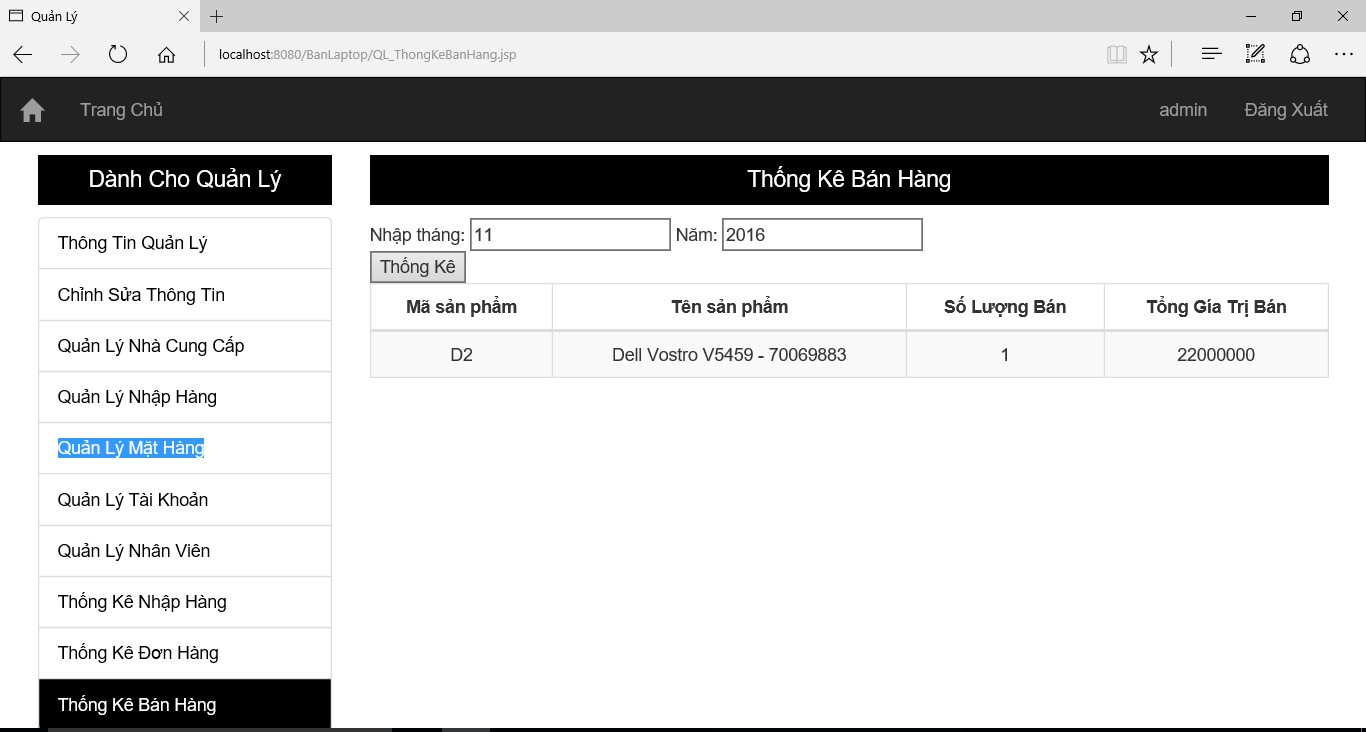 Quản Lý
localhost:8080/BanLaptop/QL_ThongKeBanHang.jsp
Trang Chủ
admin
Đăng Xuất
Dành Cho Quản Lý
Thông Tin Quản Lý
Chỉnh Sửa Thông Tin
Quản Lý Nhà Cung Cấp
Quản Lý Nhập Hàng
Quản Lý Mặt Hàng
Quản Lý Tài Khoản
Quản Lý Nhân Viên
Thống Kê Nhập Hàng
Thống Kê Đơn Hàng
Thống Kê Bán Hàng
Thống Kê Bán Hàng
Nhập tháng: 11 Năm: 2016
Thống Kê
Mã sản phẩm Tên sản phẩm Số Lượng Bán Tổng Gía Trị Bán
D2 Dell Vostro V5459 - 70069883 1 22000000